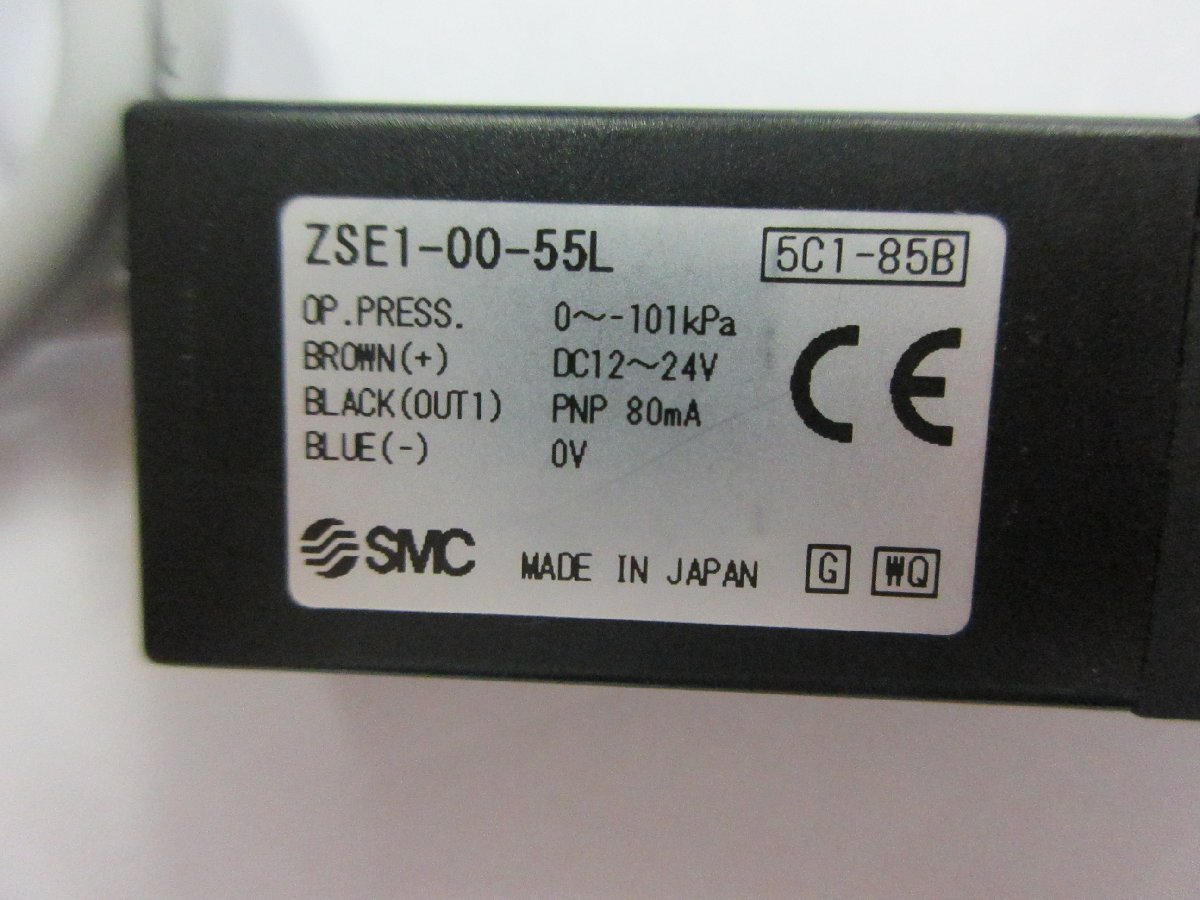 ZSE1-00-55L 5C1-85B
OP.PRESS. 0～-101kPa
BROWN(+) DC12～24V
BLACK(OUT1) PNP 80mA
BLUE(-) 0V
CE
SMC MADE IN JAPAN G WQ